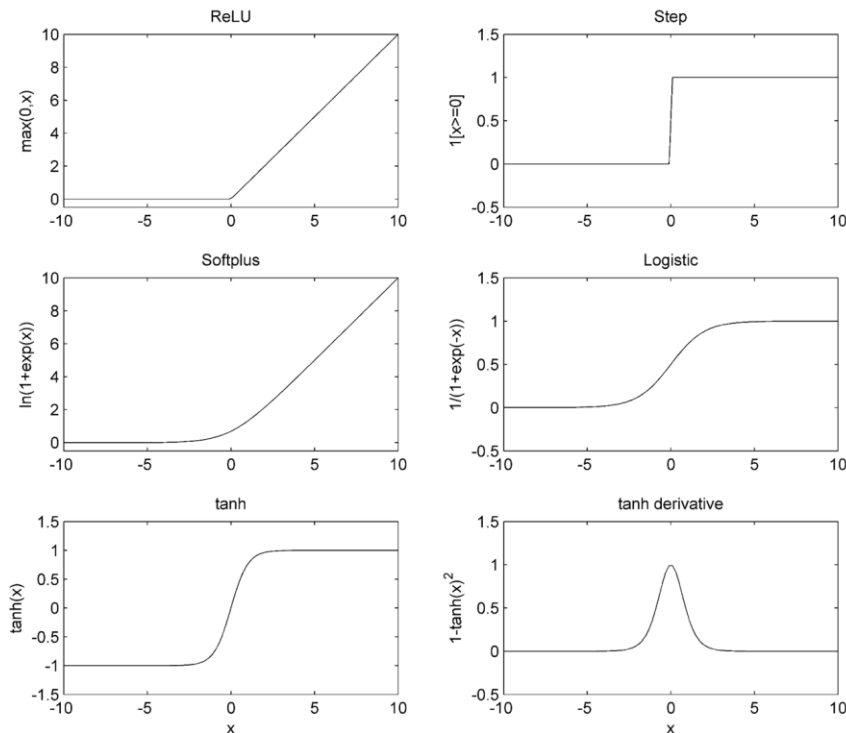 ReLU
max(0,x)
10
8
6
4
2
0
-10 -5 0 5 10
Step
1[x>=0]
1.5
1
0.5
0
-0.5
-10 -5 0 5 10
Softplus
ln(1+exp(x))
10
8
6
4
2
0
-10 -5 0 5 10
Logistic
1/(1+exp(-x))
1.5
1
0.5
0
-0.5
-10 -5 0 5 10
tanh
tanh(x)
1.5
1
0.5
0
-0.5
-1
-1.5
-10 -5 0 5 10
x
tanh derivative
1-tanh(x)²
1.5
1
0.5
0
-0.5
-10 -5 0 5 10
x